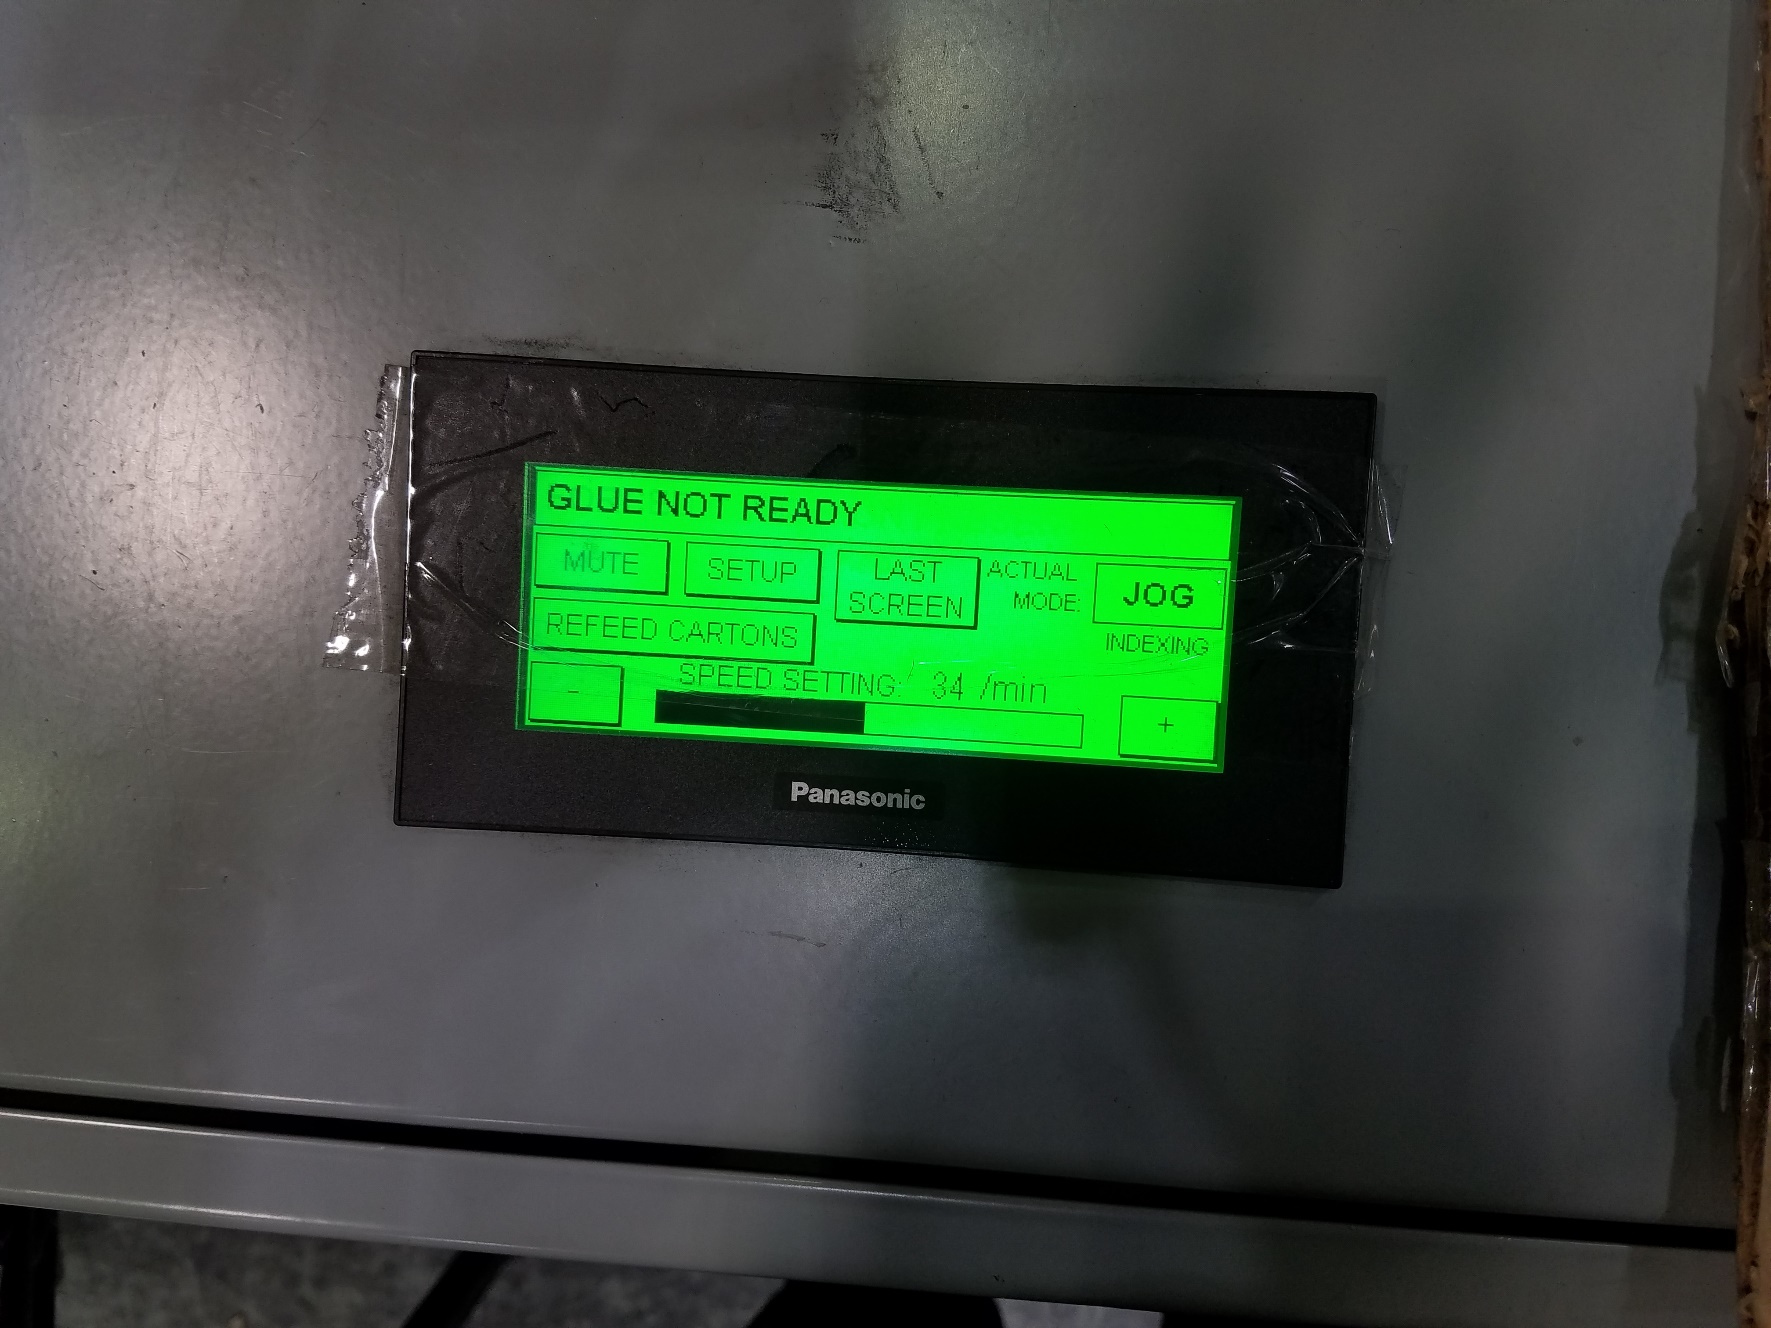 GLUE NOT READY
MUTE
SETUP
LAST
SCREEN
ACTUAL
MODE:
JOG
REFEED CARTONS
INDEXING
SPEED SETTING: 34 /min
-
+
Panasonic